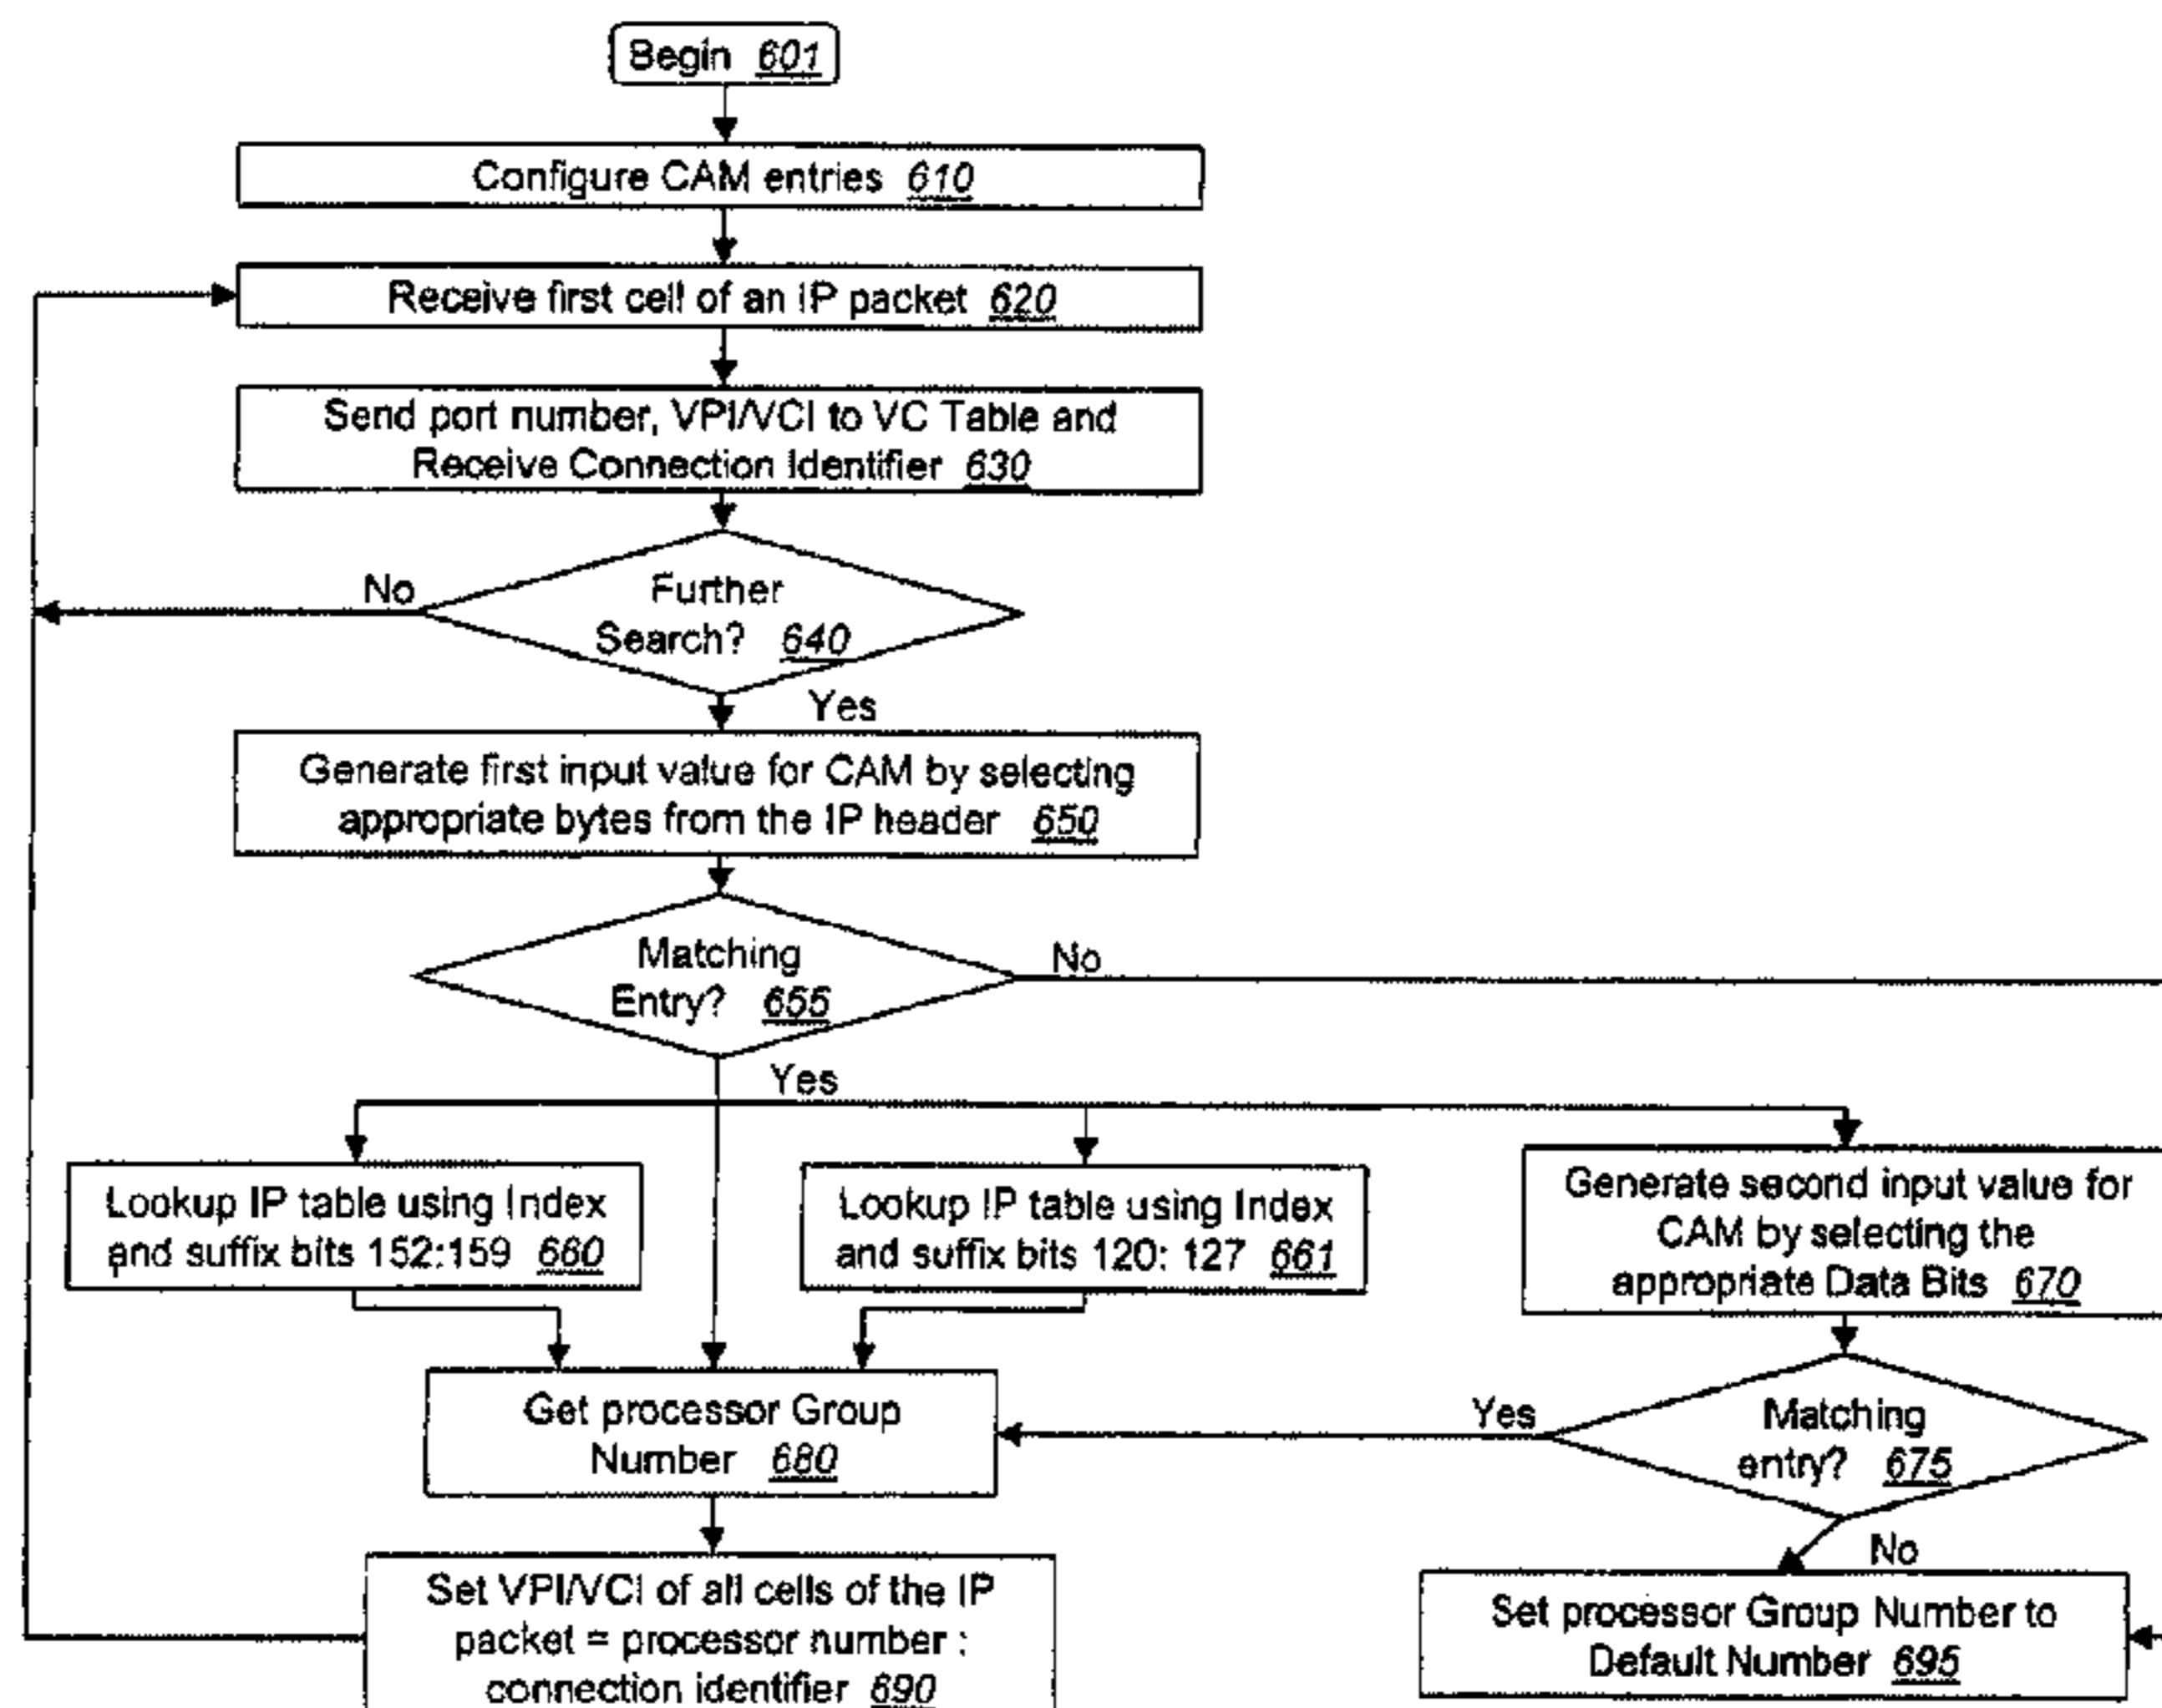 Begin 601
Configure CAM entries 610
Receive first cell of an IP packet 620
Send port number, VPI/VCI to VC Table and
Receive Connection Identifier 630
No
Further
Search? 640
Yes
Generate first input value for CAM by selecting
appropriate bytes from the IP header 650
Matching
Entry? 655
No
Yes
Lookup IP table using Index
and suffix bits 152:159 660
Lookup IP table using Index
and suffix bits 120: 127 661
Generate second input value for
CAM by selecting the
appropriate Data Bits 670
Get processor Group
Number 680
Yes
Matching
entry? 675
No
Set VPI/VCI of all cells of the IP
packet = processor number :
connection identifier 690
Set processor Group Number to
Default Number 695